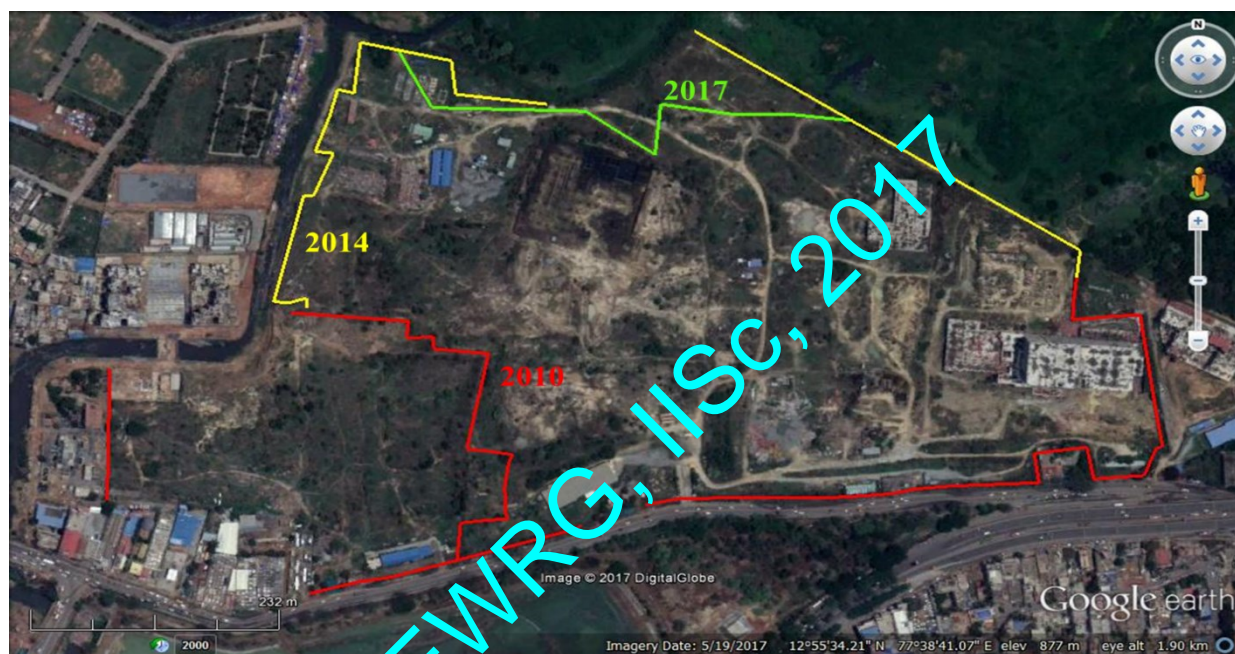 N
2017
2014
2010
EWRG, IISc, 2017
Image © 2017 DigitalGlobe
232 m
Google earth
2000
Imagery Date: 5/19/2017 12°55'34.21" N 77°38'41.07" E elev 877 m eye alt 1.90 km